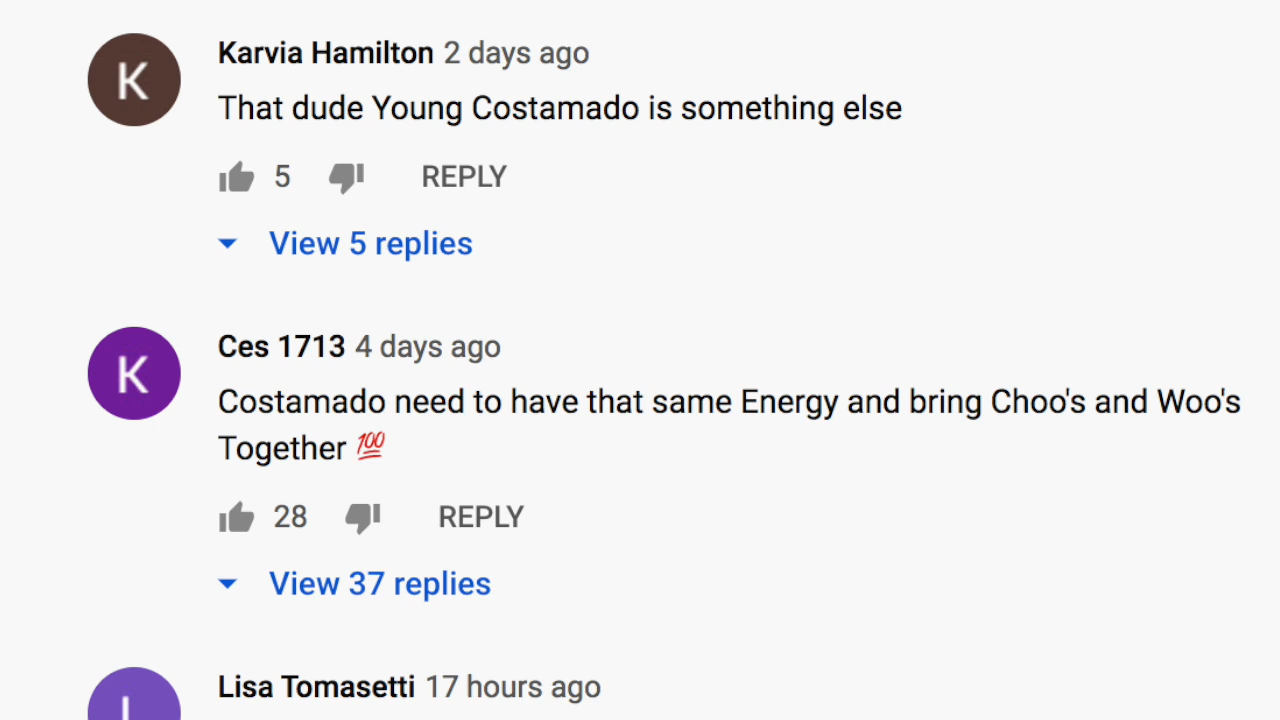 K
Karvia Hamilton 2 days ago
That dude Young Costamado is something else
5 REPLY
View 5 replies
K
Ces 1713 4 days ago
Costamado need to have that same Energy and bring Choo's and Woo's
Together 💯
28 REPLY
View 37 replies
L
Lisa Tomasetti 17 hours ago